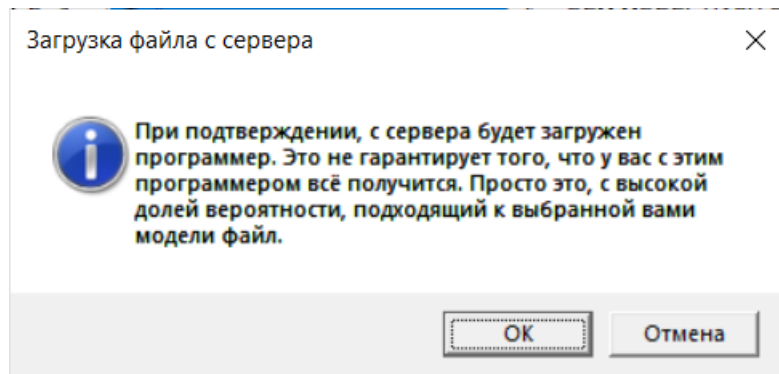 Загрузка файла с сервера
При подтверждении, с сервера будет загружен
программер. Это не гарантирует того, что у вас с этим
программером всё получится. Просто это, с высокой
долей вероятности, подходящий к выбранной вами
модели файл.
ОК
Отмена